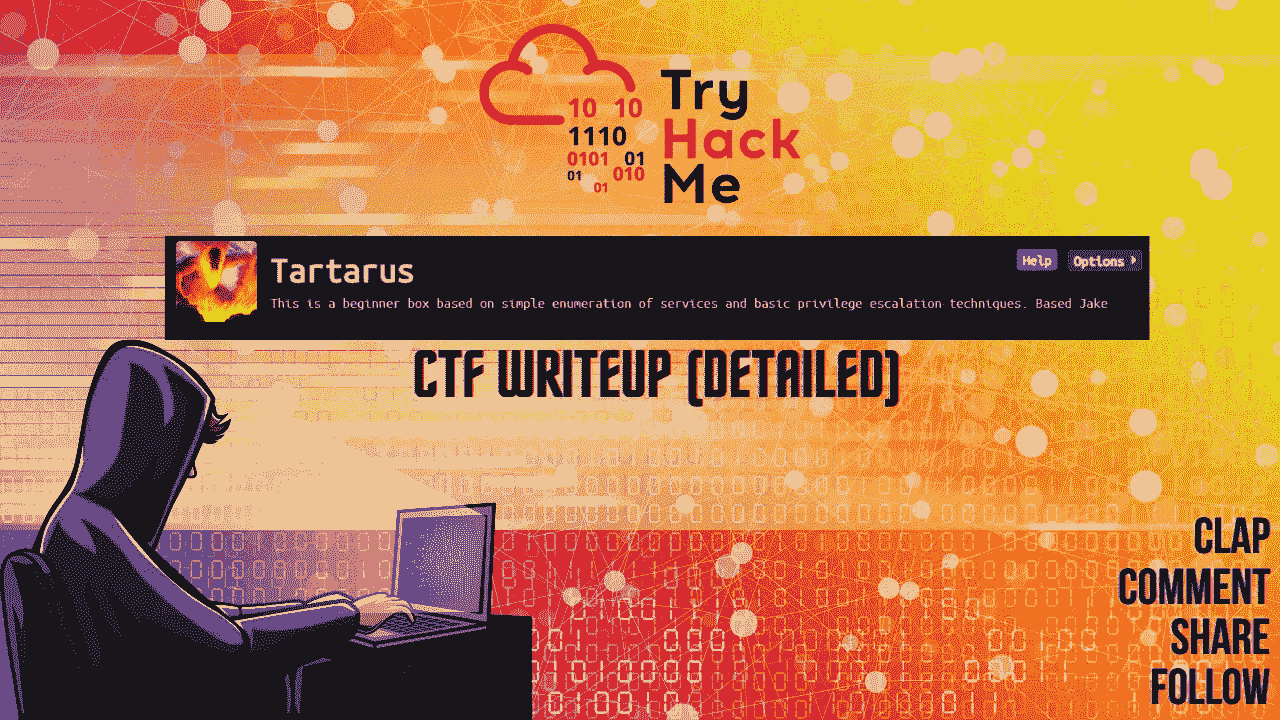 Try
10 10
1110
Hack
0101 01
01 010
Me
01
Tartarus
Help
Options
This is a beginner box based on simple enumeration of services and basic privilege escalation techniques. Based Jake
CTF WRITEUP (DETAILED)
CLAP
COMMENT
SHARE
FOLLOW